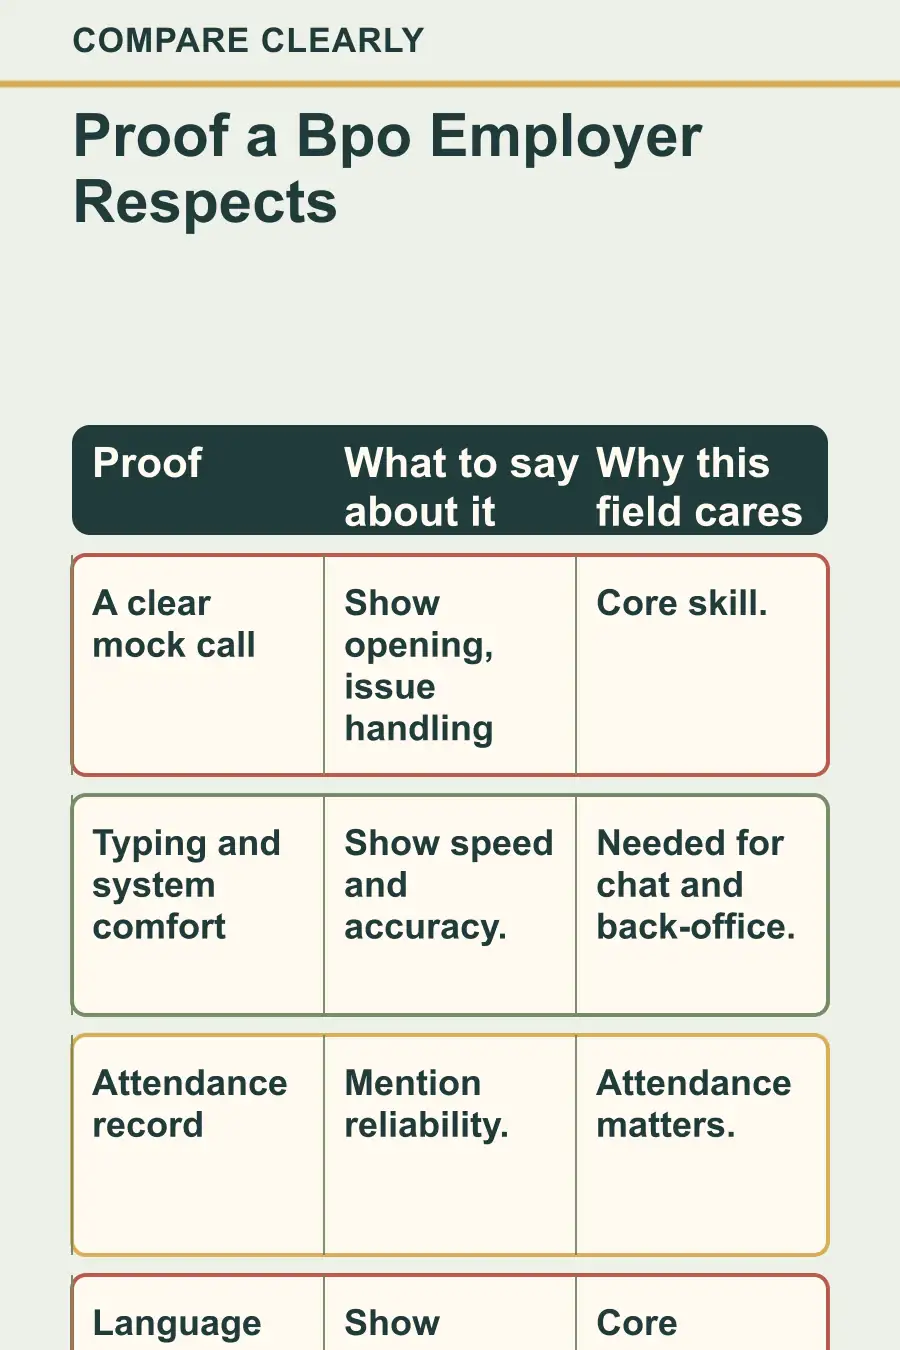 COMPARE CLEARLY
Proof a Bpo Employer
Respects
Proof
What to say
about it
Why this
field cares
A clear
mock call
Show
opening,
issue
handling
Core skill.
Typing and
system
comfort
Show speed
and
accuracy.
Needed for
chat and
back-office.
Attendance
record
Mention
reliability.
Attendance
matters.
Language
Show
Core